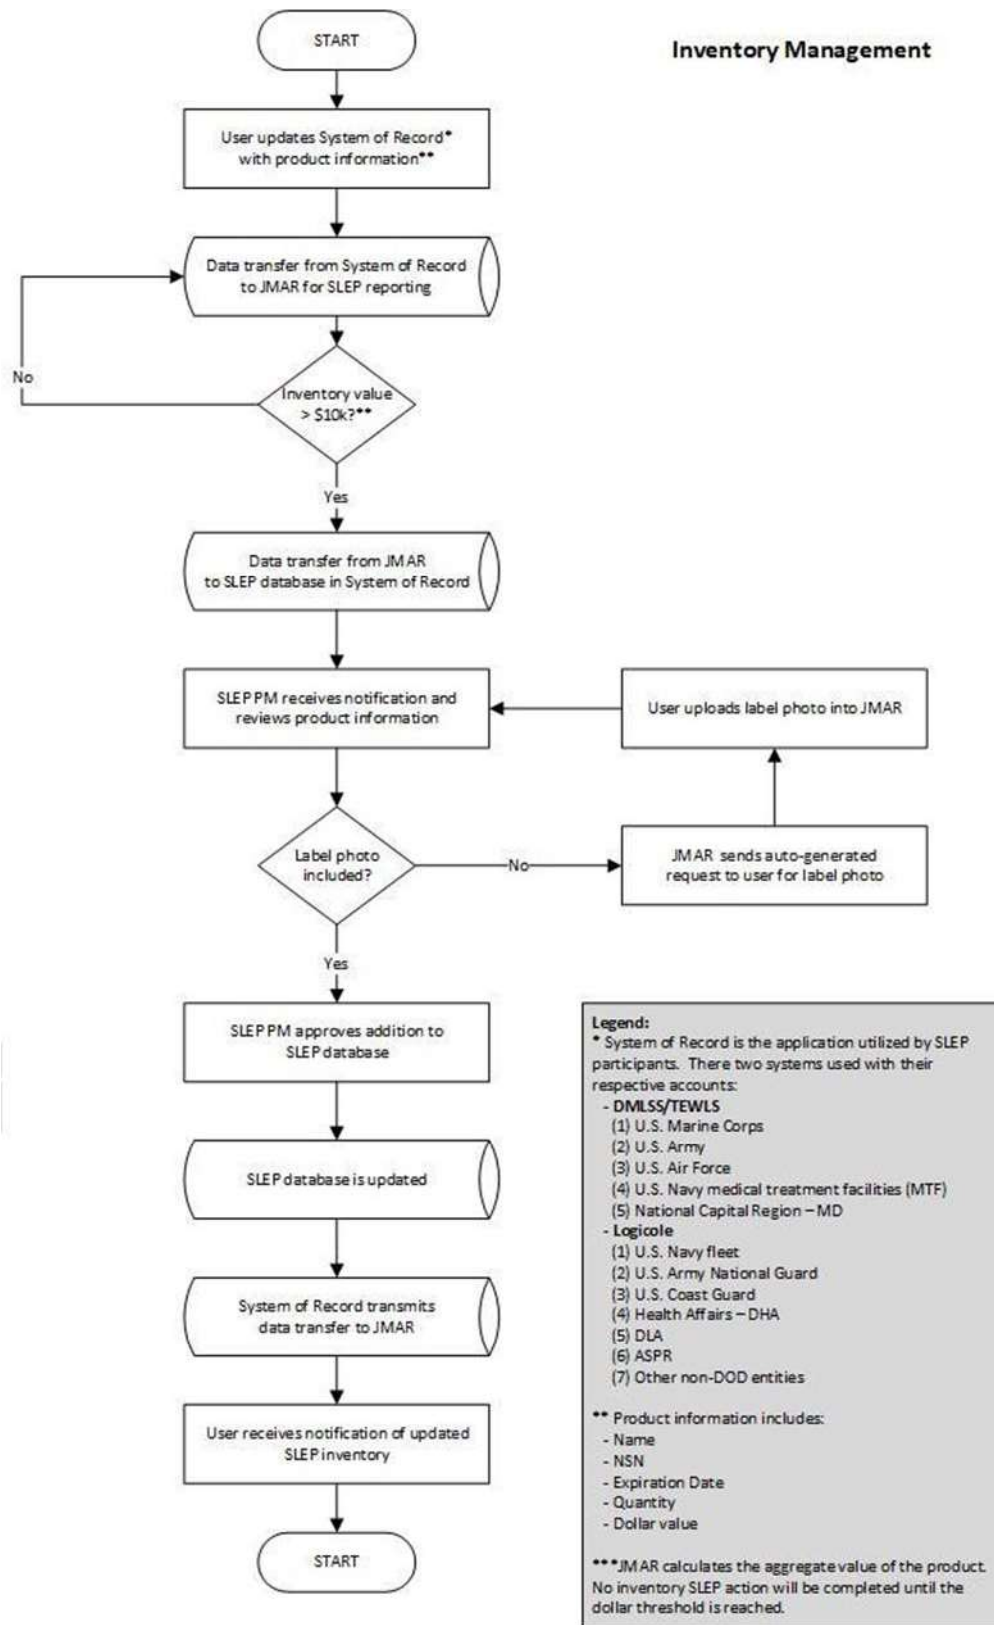 START
Inventory Management
User updates System of Record*
with product information**
Data transfer from System of Record
to JMAR for SLEP reporting
No
Inventory value
> $10k?**
Yes
Data transfer from JMAR
to SLEP database in System of Record
SLEP PM receives notification and
reviews product information
User uploads label photo into JMAR
Label photo
included?
No
JMAR sends auto-generated
request to user for label photo
Yes
SLEP PM approves addition to
SLEP database
SLEP database is updated
System of Record transmits
data transfer to JMAR
User receives notification of updated
SLEP inventory
START
Legend:
* System of Record is the application utilized by SLEP
participants. There two systems used with their
respective accounts:
- DMLSS/TEWLS
(1) U.S. Marine Corps
(2) U.S. Army
(3) U.S. Air Force
(4) U.S. Navy medical treatment facilities (MTF)
(5) National Capital Region – MD
- Logicole
(1) U.S. Navy fleet
(2) U.S. Army National Guard
(3) U.S. Coast Guard
(4) Health Affairs – DHA
(5) DLA
(6) ASPR
(7) Other non-DOD entities
** Product information includes:
- Name
- NSN
- Expiration Date
- Quantity
- Dollar value
***JMAR calculates the aggregate value of the product.
No inventory SLEP action will be completed until the
dollar threshold is reached.